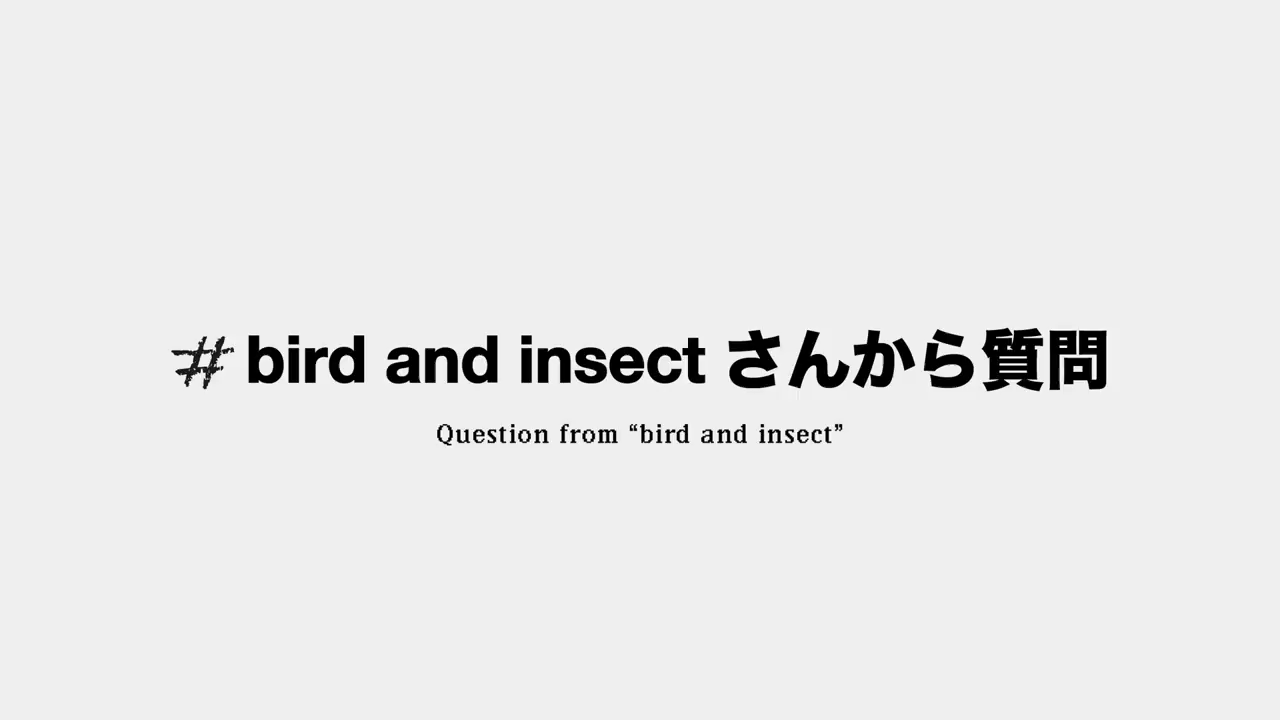 # bird and insect さんから質問
Question from “bird and insect”